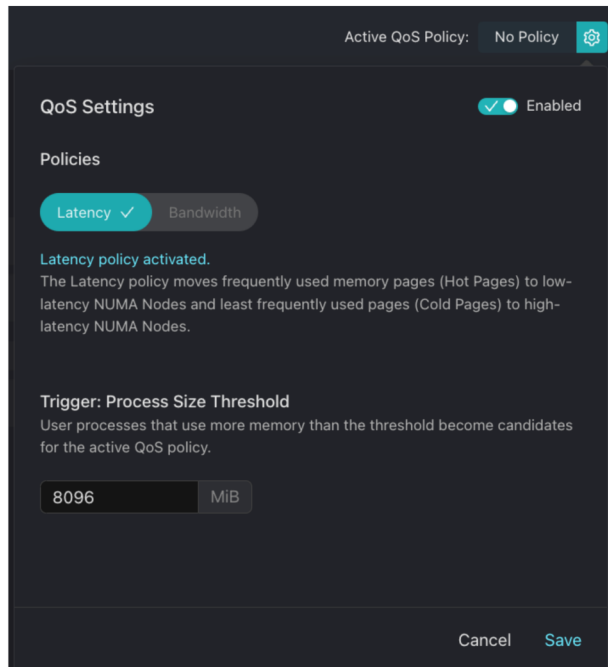 Active QoS Policy: No Policy
QoS Settings
Enabled
Policies
Latency
Bandwidth
Latency policy activated.
The Latency policy moves frequently used memory pages (Hot Pages) to low-
latency NUMA Nodes and least frequently used pages (Cold Pages) to high-
latency NUMA Nodes.
Trigger: Process Size Threshold
User processes that use more memory than the threshold become candidates
for the active QoS policy.
8096 MiB
Cancel Save